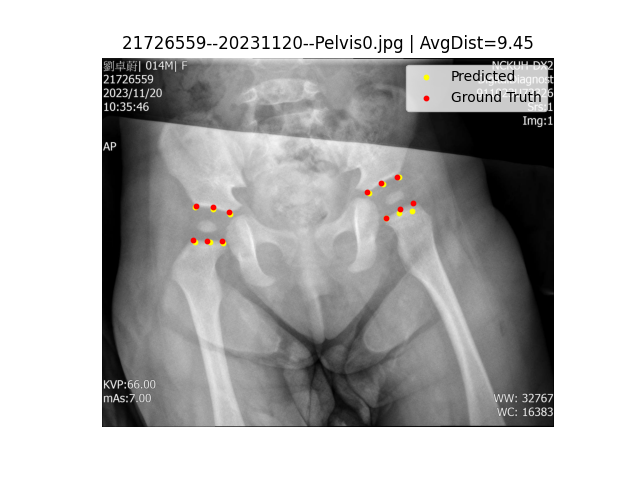 21726559--20231120--Pelvis0.jpg | AvgDist=9.45
劉卓蔚| 014M| F
21726559
2023/11/20
10:35:46
AP
NCKUH-DX2
Predicted
Ground Truth
Srs:1
Img:1
KVP:66.00
mAs:7.00
WW: 32767
WC: 16383